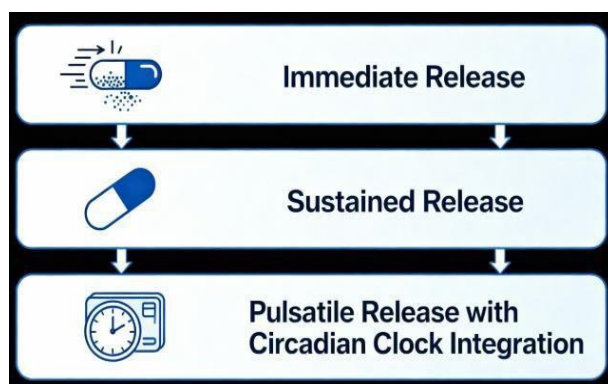 Immediate Release
Sustained Release
Pulsatile Release with
Circadian Clock Integration